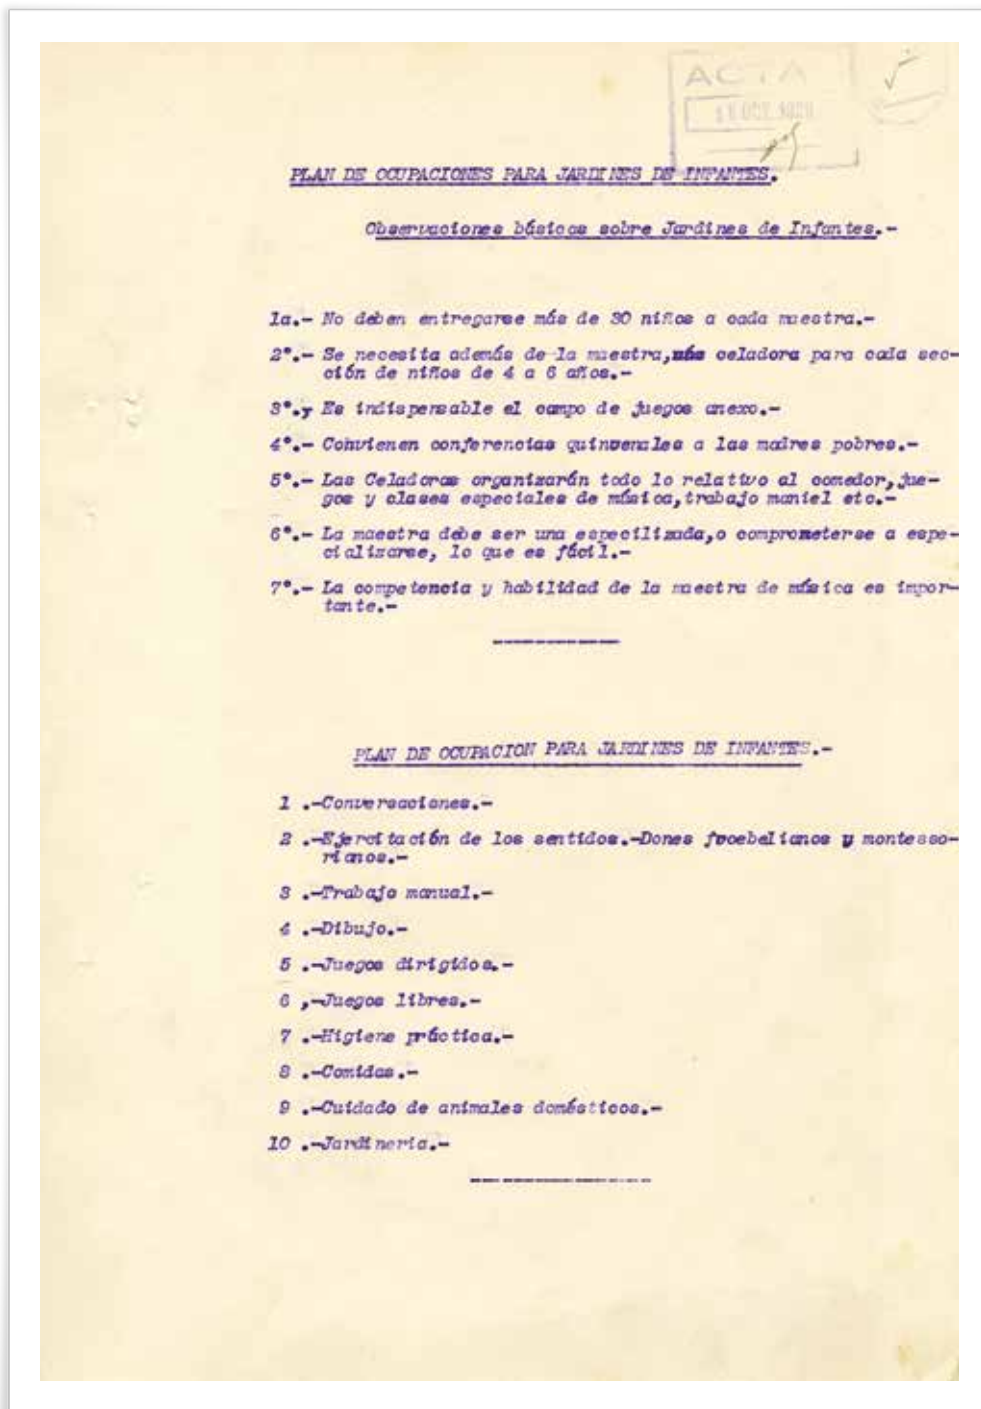 ACTA
OCT
PLAN DE OCUPACIONES PARA JARDINES DE INFANTES.
Observaciones básicas sobre Jardines de Infantes.-
1a.- No deben entregarse más de 30 niños a cada maestra.-
2°.- Se necesita además de la maestra, celadora para cada sec-
ción de niños de 4 a 6 años.-
3°.y Es indispensable el campo de juegos anexo.-
4°.- Convienen conferencias quinvenales a las madres pobres.-
5°.- Las Celadoras organizarán todo lo relativo al comedor,jue-
gos y clases especiales de música,trabajo maniel etc.-
6°.- La maestra debe ser una especilizada,o comprometerse a espe-
cializarse, lo que es fácil.-
7°.- La competencia y habilidad de la maestra de música es impor-
tante.-
PLAN DE OCUPACION PARA JARDINES DE INFANTES.-
1 .-Conversaciones.-
2 .-Ejercitación de los sentidos.-Dones froebelianos y montesso-
rianos.-
3 .-Trabajo manual.-
4 .-Dibujo.-
5 .-Juegos dirigidos.-
6 ,-Juegos libres.-
7 .-Higiene práctica.-
8 .-Comidas.-
9 .-Cuidado de animales domésticos.-
10 .-Jardineria.-